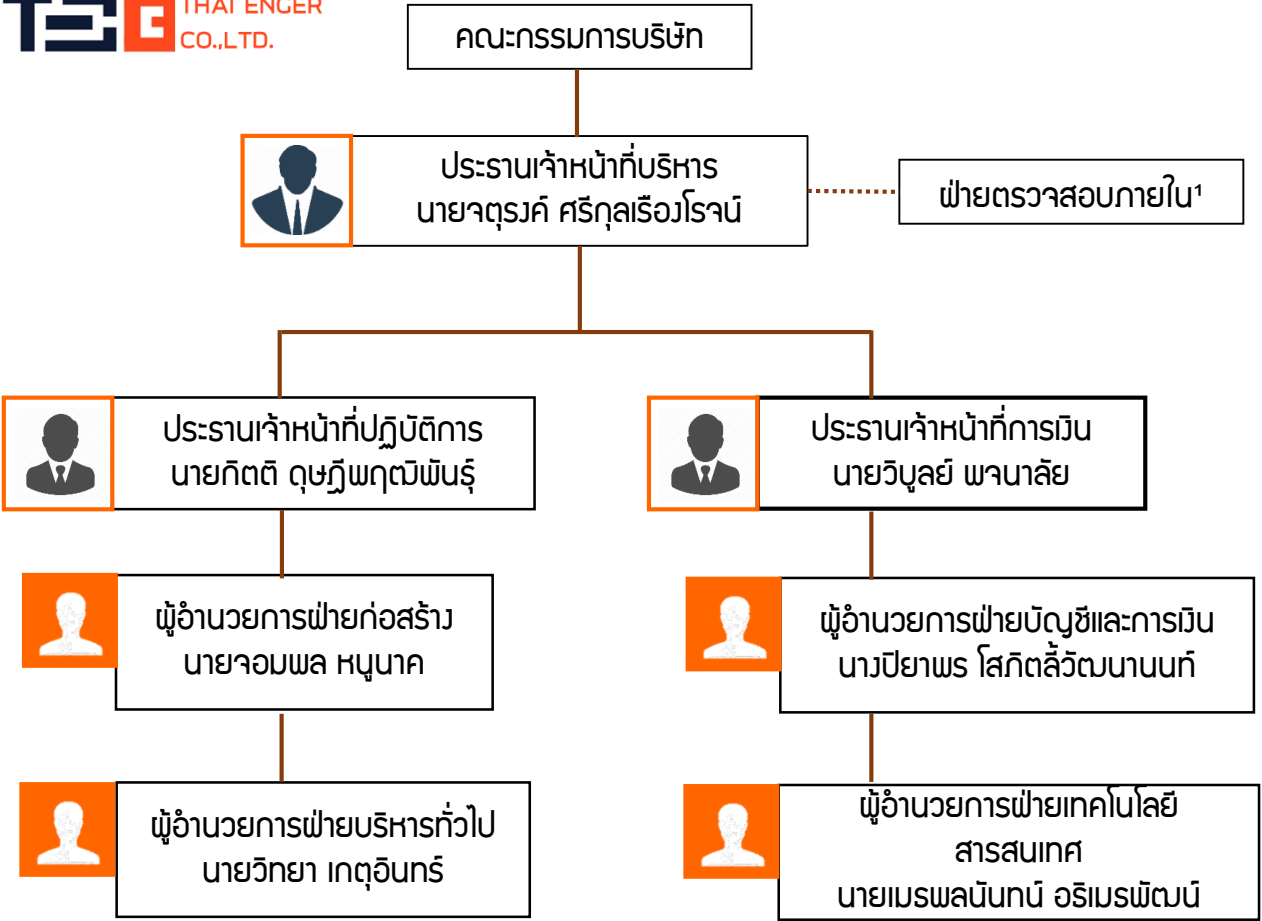 THAI ENGER
CO.,LTD.
คณะกรรมการบริษัท
ประธานเจ้าหน้าที่บริหาร
นายจตุรงค์ ศรีกุลเรืองโรจน์
ฝ่ายตรวจสอบภายใน¹
ประธานเจ้าหน้าที่ปฏิบัติการ
นายกิตติ ดุษฎีพฤฒิพันธุ์
ประธานเจ้าหน้าที่การเงิน
นายวิบูลย์ พจนาลัย
ผู้อำนวยการฝ่ายก่อสร้าง
นายจอมพล หนูนาค
ผู้อำนวยการฝ่ายบัญชีและการเงิน
นางปิยาพร โสภิตลี้วัฒนานนท์
ผู้อำนวยการฝ่ายบริหารทั่วไป
นายวิทยา เกตุอินทร์
ผู้อำนวยการฝ่ายเทคโนโลยี
สารสนเทศ
นายเมธพลนันทน์ อธิเมธพัฒน์